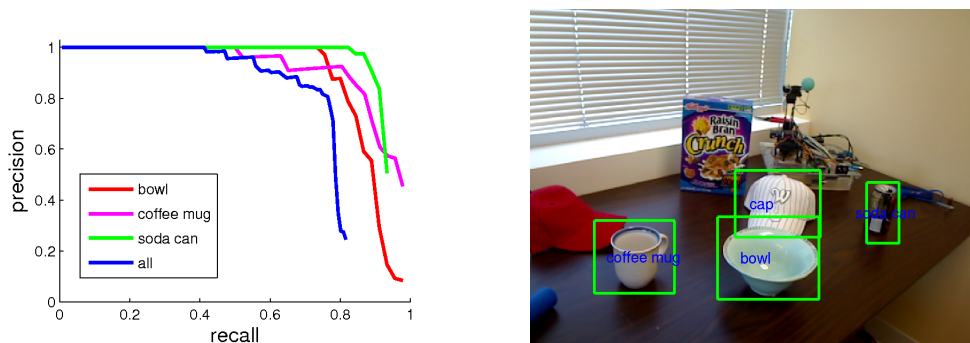 1
0.8
0.6
0.4
0.2
0
0 0.2 0.4 0.6 0.8 1
precision
recall
bowl
coffee mug
soda can
all
Kellogg's
Raisin
Bran
Crunch
W
cap
soda can
coffee mug
bowl